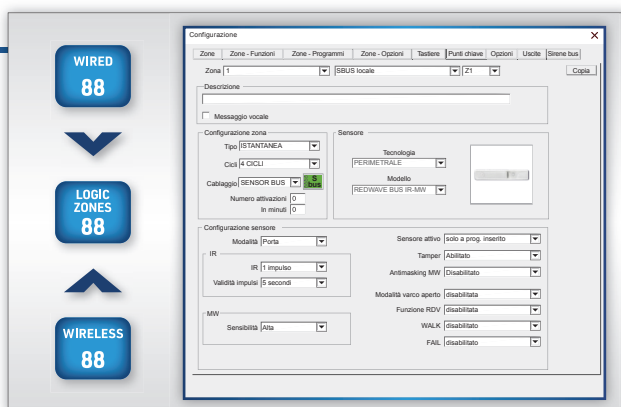 WIRED
88
LOGIC
ZONES
88
WIRELESS
88
Configurazione
Zone Zone - Funzioni Zone - Programmi Zone - Opzioni Tastiere Punti chiave Opzioni Uscite Sirene bus
Zona 1 SBUS locale Z1 Copia
Descrizione
Messaggio vocale
Configurazione zona
Tipo ISTANTANEA
Cicli 4 CICLI
Cablaggio SENSOR BUS S bus
Numero attivazioni 0
In minuti 0
Sensore
Tecnologia
PERIMETRALE
Modello
REDWAVE BUS IR-MW
Configurazione sensore
Modalità Porta
IR
IR 1 impulso
Validità impulsi 5 secondi
MW
Sensibilità Alta
Sensore attivo solo a prog. inserito
Tamper Abilitato
Antimasking MW Disabilitato
Modalità varco aperto disabilitata
Funzione RDV disabilitata
WALK disabilitato
FAIL disabilitato